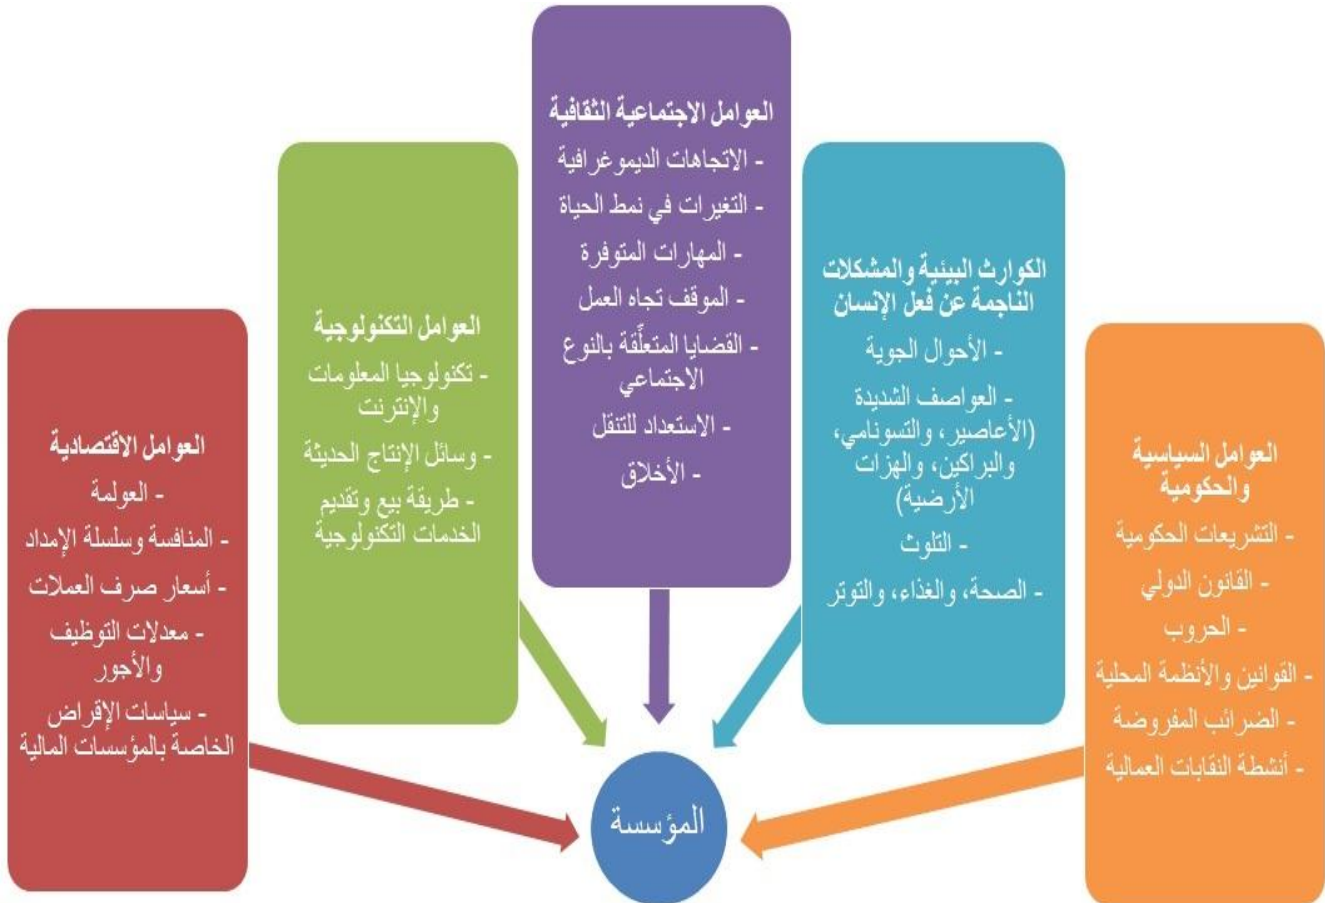 العوامل السياسية
والحكومية
- التشريعات الحكومية
- القانون الدولي
- الحروب
- القوانين والأنظمة المحلية
- الضرائب المفروضة
- أنشطة النقابات العمالية
الكوارث البيئية والمشكلات
الناجمة عن فعل الإنسان
- الأحوال الجوية
- العواصف الشديدة
(الأعاصير، والتسونامي،
والبراكين، والهزات
الأرضية)
- التلوث
- الصحة، والغذاء، والتوتر
العوامل الاجتماعية الثقافية
- الاتجاهات الديموغرافية
- التغيرات في نمط الحياة
- المهارات المتوفرة
- الموقف تجاه العمل
- القضايا المتعلِّقة بالنوع
الاجتماعي
- الاستعداد للتنقل
- الأخلاق
العوامل التكنولوجية
- تكنولوجيا المعلومات
والإنترنت
- وسائل الإنتاج الحديثة
- طريقة بيع وتقديم
الخدمات التكنولوجية
العوامل الاقتصادية
- العولمة
- المنافسة وسلسلة الإمداد
- أسعار صرف العملات
- معدلات التوظيف
والأجور
- سياسات الإقراض
الخاصة بالمؤسسات المالية
المؤسسة